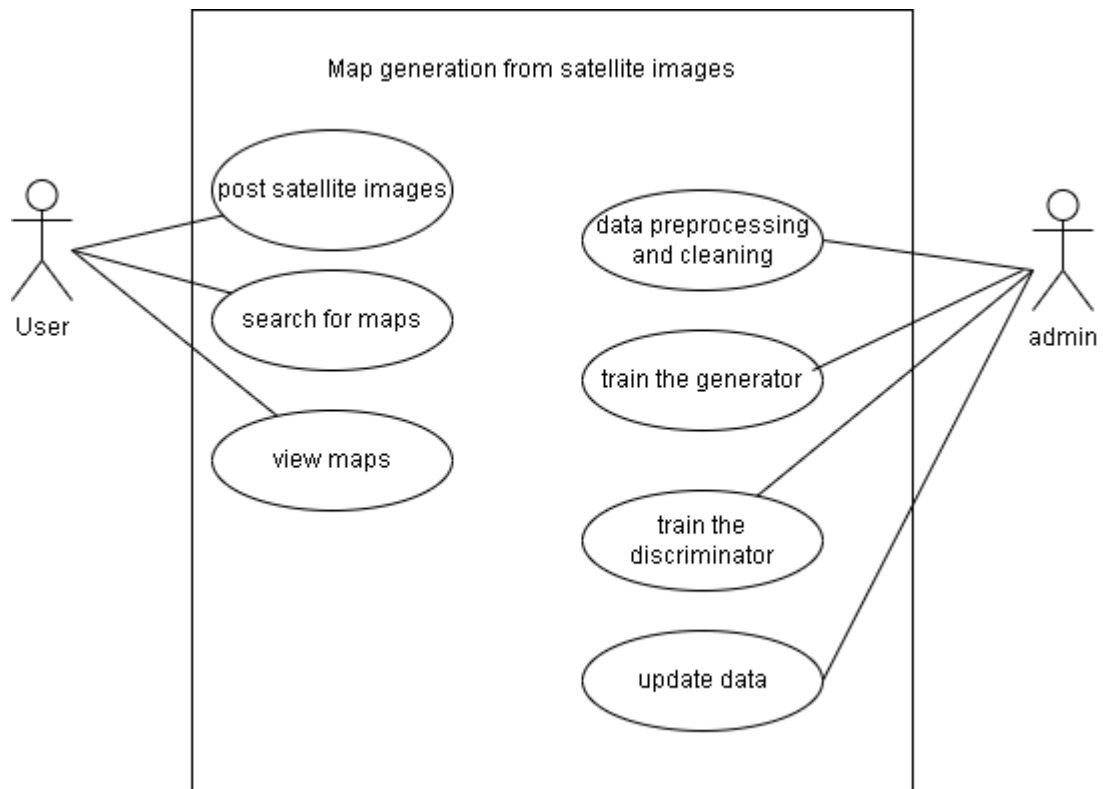 Map generation from satellite images
post satellite images
search for maps
view maps
User
data preprocessing
and cleaning
train the generator
train the
discriminator
update data
admin